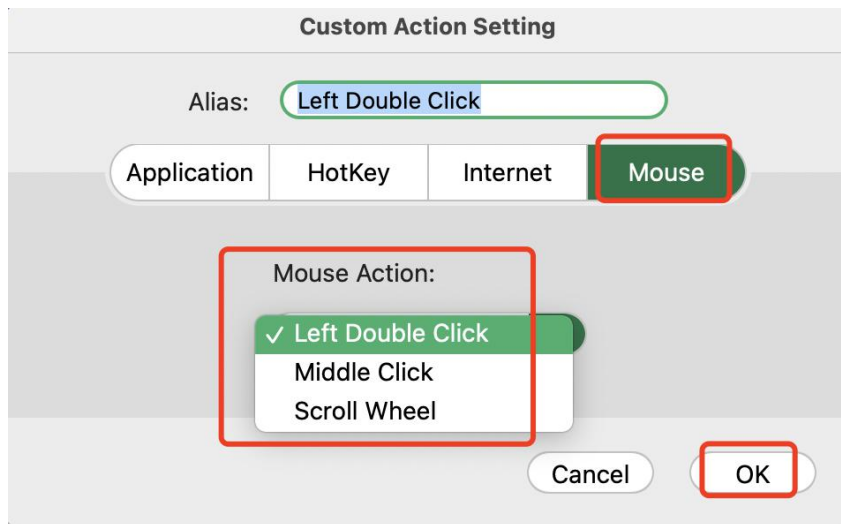 Custom Action Setting
Alias: Left Double Click
Application HotKey Internet Mouse
Mouse Action:
✓ Left Double Click
Middle Click
Scroll Wheel
Cancel OK